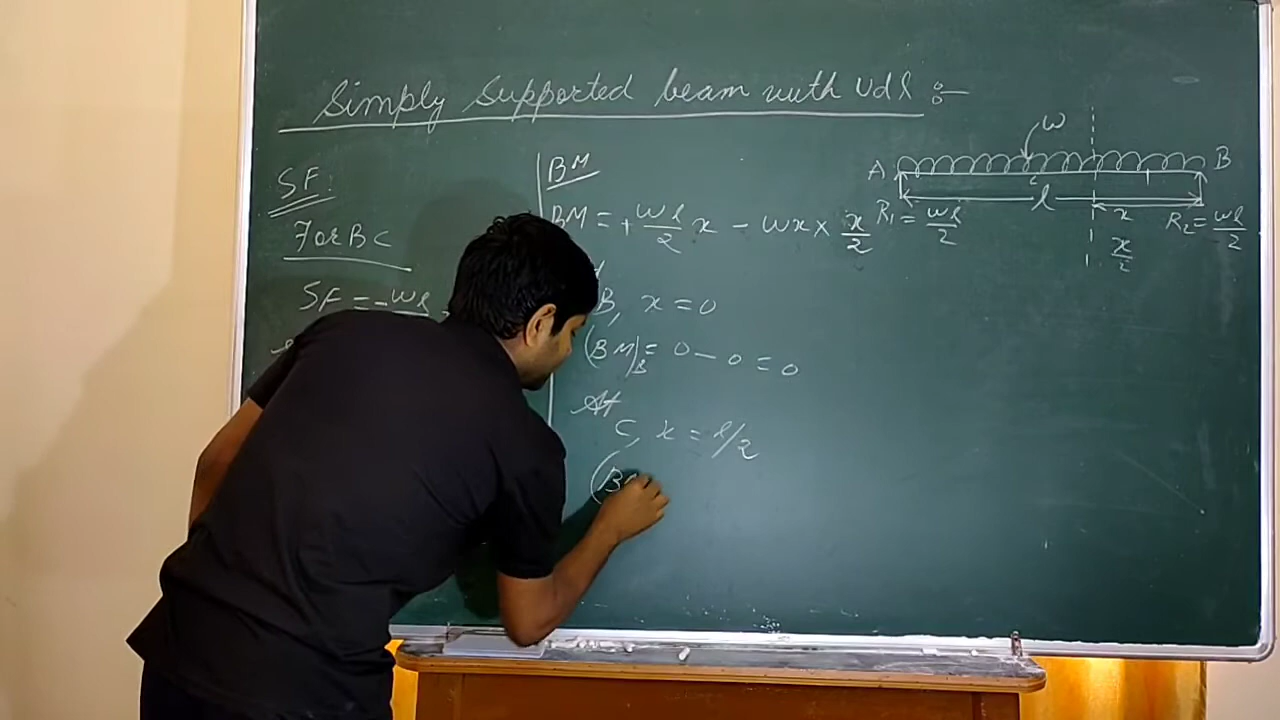 Simply Supported beam with Udl :-
SF:
For BC
SF = - wl
BM
BM = + wl/2 x - wx × x/2
B, x = 0
(BM)B = 0 - 0 = 0
At
C, x = l/2
(B
w
A B
c
l x
R1 = wl/2 R2 = wl/2
x/2